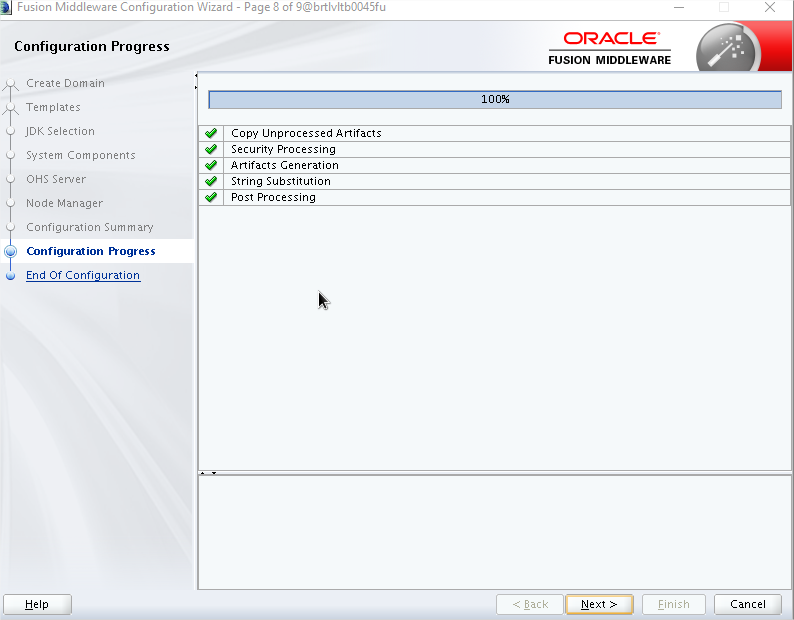 Fusion Middleware Configuration Wizard - Page 8 of 9@brtlvltb0045fu
Configuration Progress
ORACLE
FUSION MIDDLEWARE
Create Domain
Templates
JDK Selection
System Components
OHS Server
Node Manager
Configuration Summary
Configuration Progress
End Of Configuration
100%
Copy Unprocessed Artifacts
Security Processing
Artifacts Generation
String Substitution
Post Processing
Help
< Back
Next >
Finish
Cancel